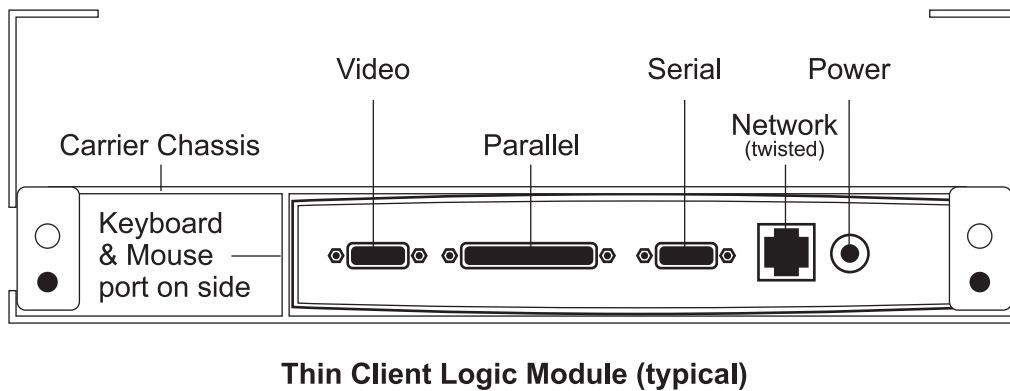 Video
Serial
Power
Carrier Chassis
Parallel
Network
(twisted)
Keyboard
& Mouse
port on side
Thin Client Logic Module (typical)